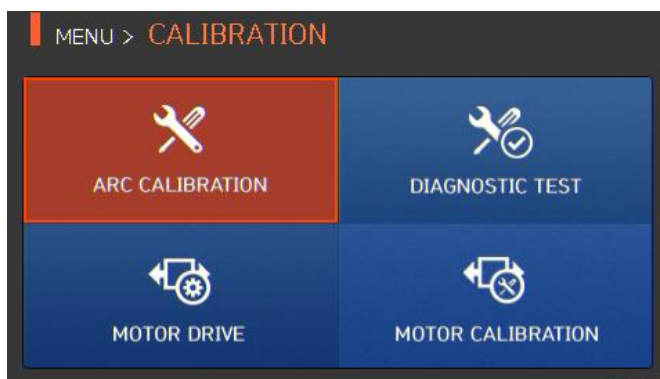 MENU > CALIBRATION
ARC CALIBRATION
DIAGNOSTIC TEST
MOTOR DRIVE
MOTOR CALIBRATION